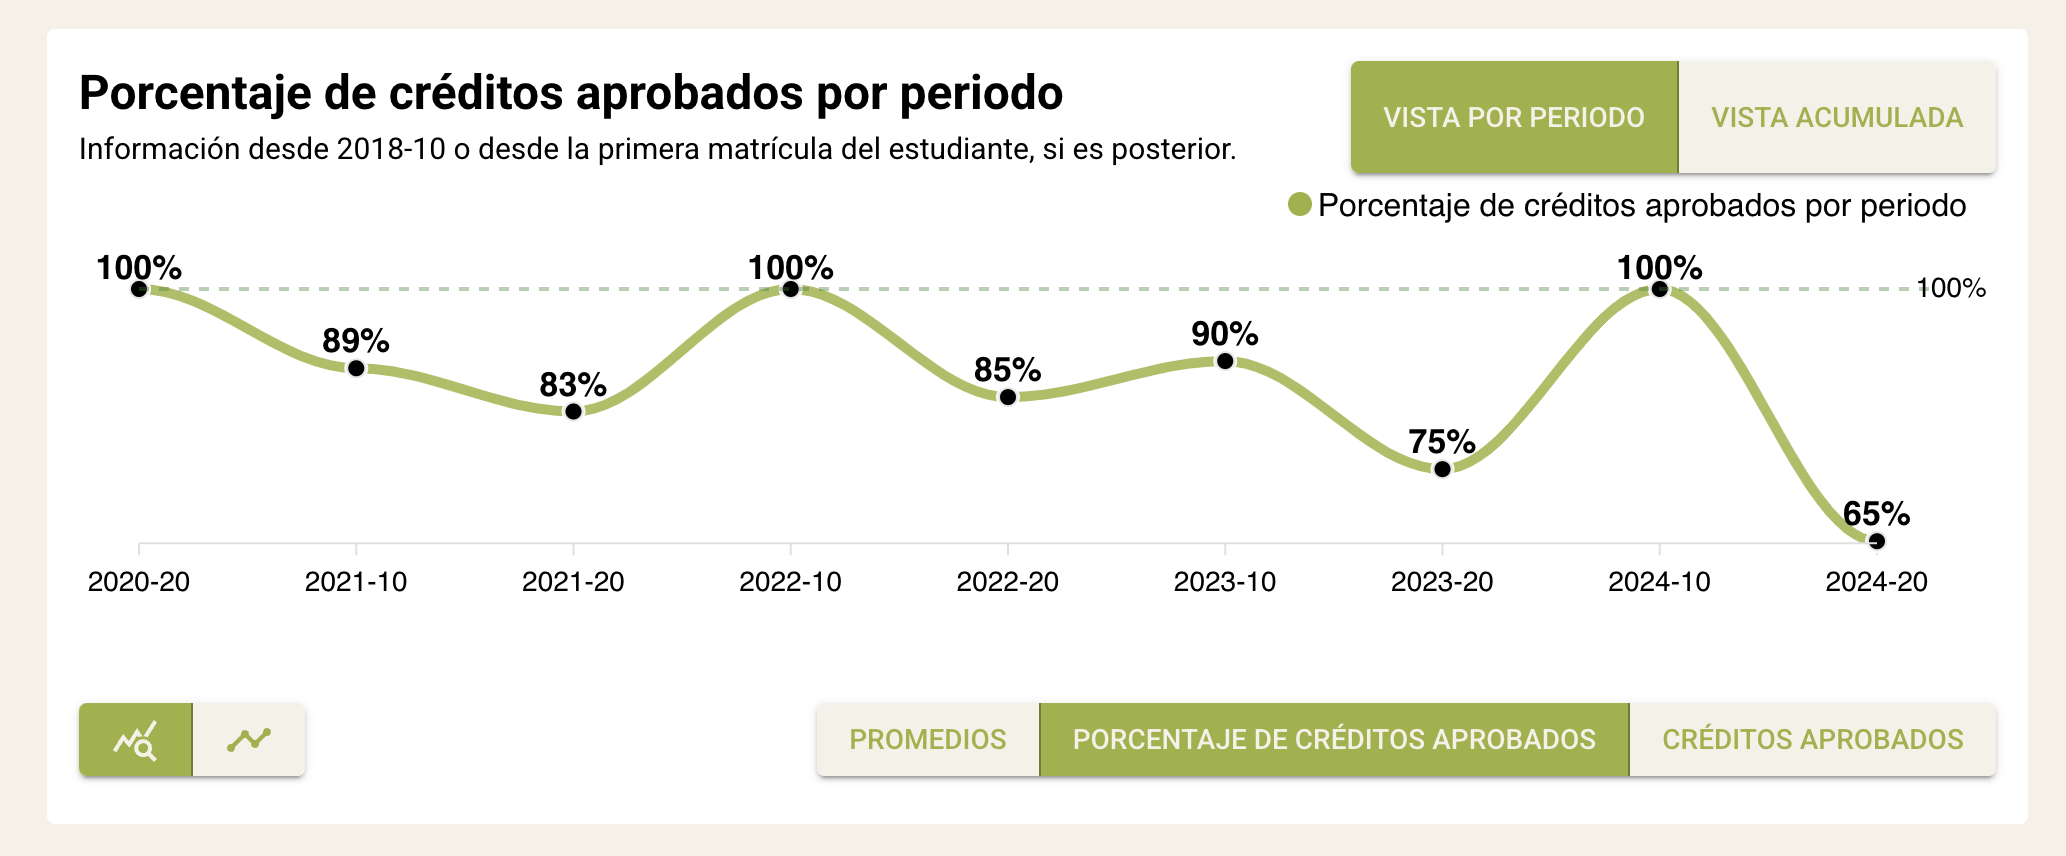 Porcentaje de créditos aprobados por periodo
Información desde 2018-10 o desde la primera matrícula del estudiante, si es posterior.
VISTA POR PERIODO
VISTA ACUMULADA
Porcentaje de créditos aprobados por periodo
100%
89%
83%
100%
85%
90%
75%
100%
65%
100%
2020-20
2021-10
2021-20
2022-10
2022-20
2023-10
2023-20
2024-10
2024-20
PROMEDIOS
PORCENTAJE DE CRÉDITOS APROBADOS
CRÉDITOS APROBADOS